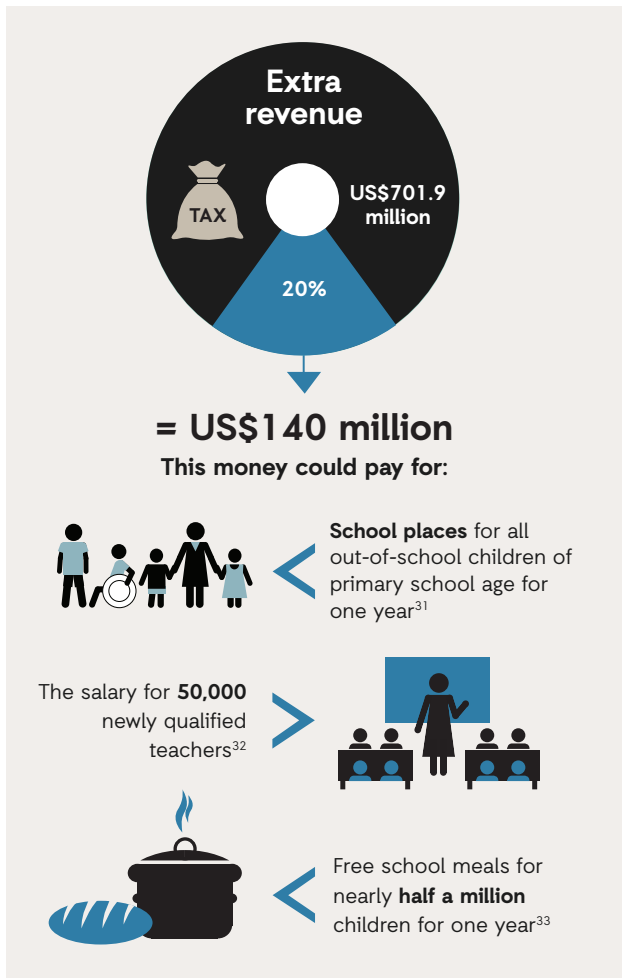 Extra
revenue
TAX
US$701.9
million
20%
= US$140 million
This money could pay for:
School places for all
out-of-school children of
primary school age for
one year³¹
The salary for 50,000
newly qualified
teachers³²
Free school meals for
nearly half a million
children for one year³³